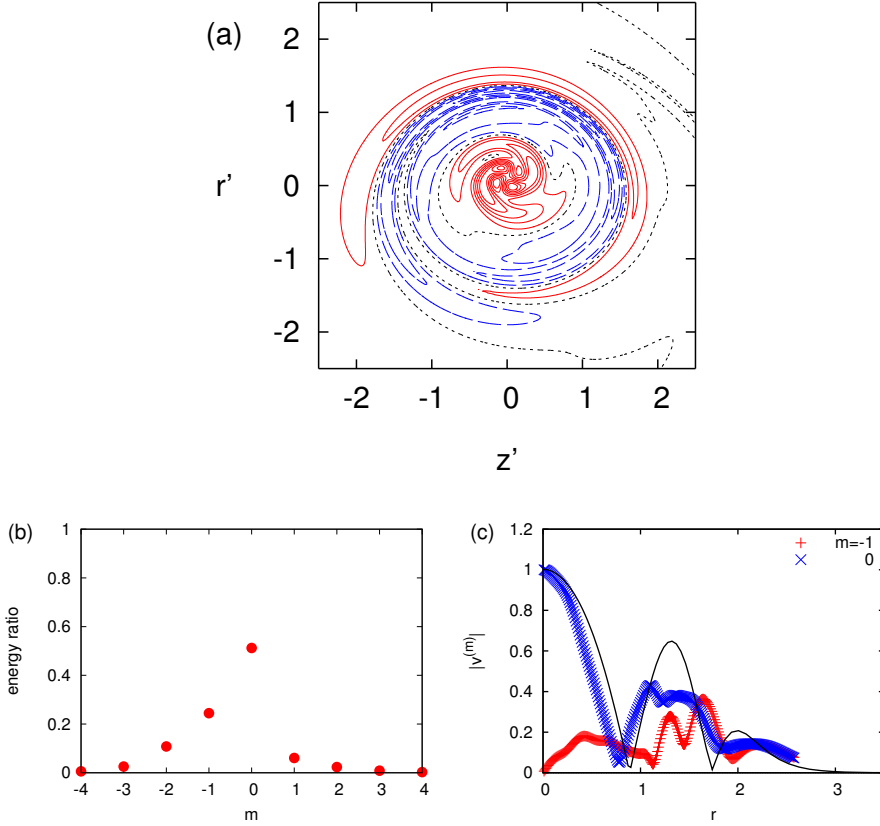 (a)
2
1
0
-1
-2
r'
-2 -1 0 1 2
z'
(b)
1
0.8
0.6
0.4
0.2
0
energy ratio
-4 -3 -2 -1 0 1 2 3 4
m
(c)
1.2
1
0.8
0.6
0.4
0.2
0
|v^(m)|
m=-1
0
0 1 2 3
r